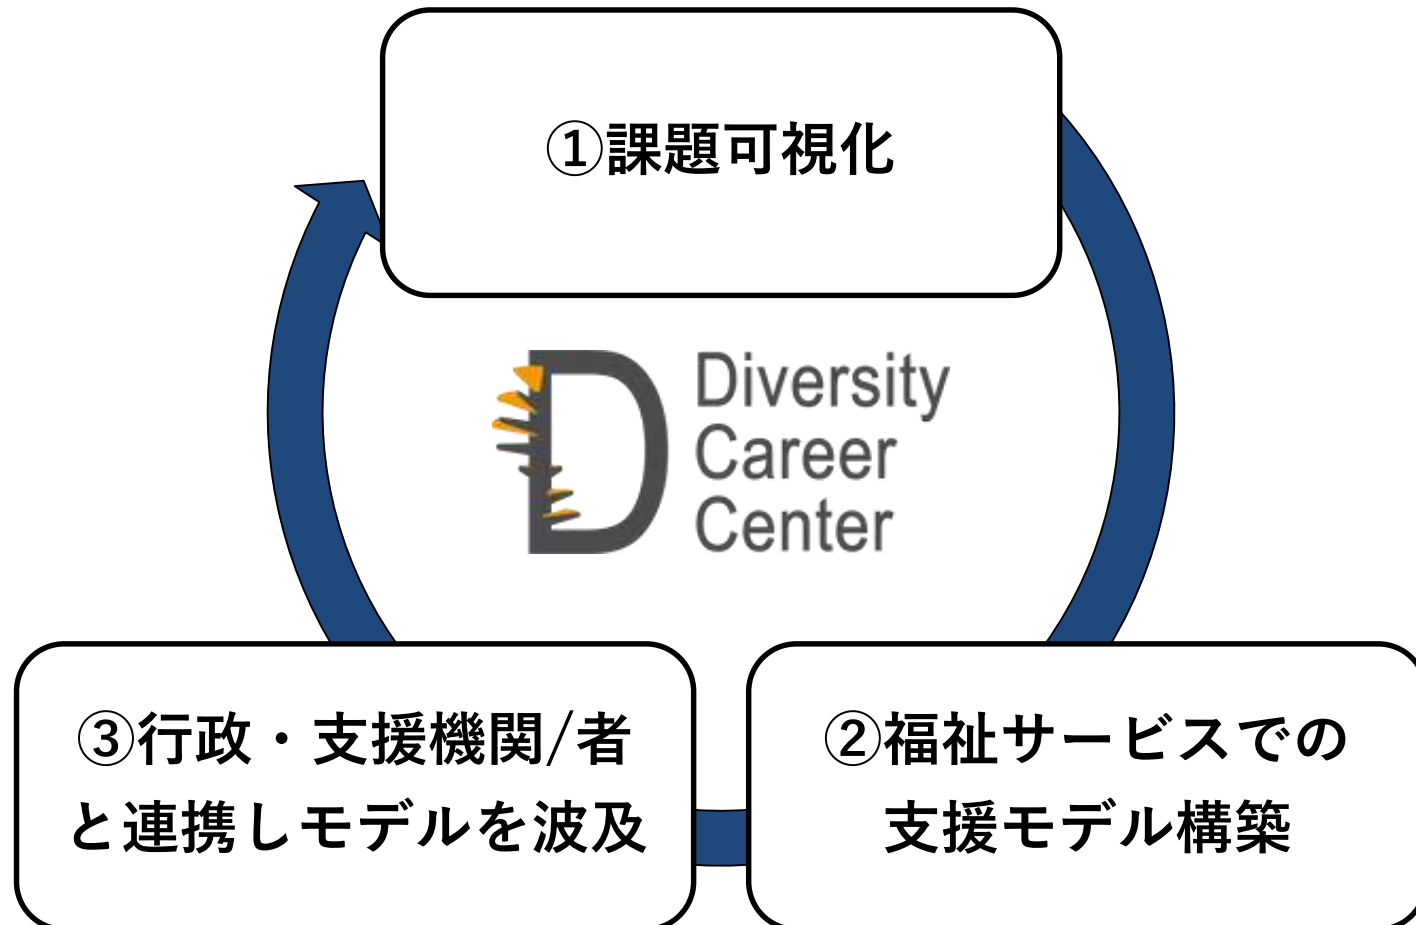 ①課題可視化
Diversity
Career
Center
③行政・支援機関/者
と連携しモデルを波及
②福祉サービスでの
支援モデル構築